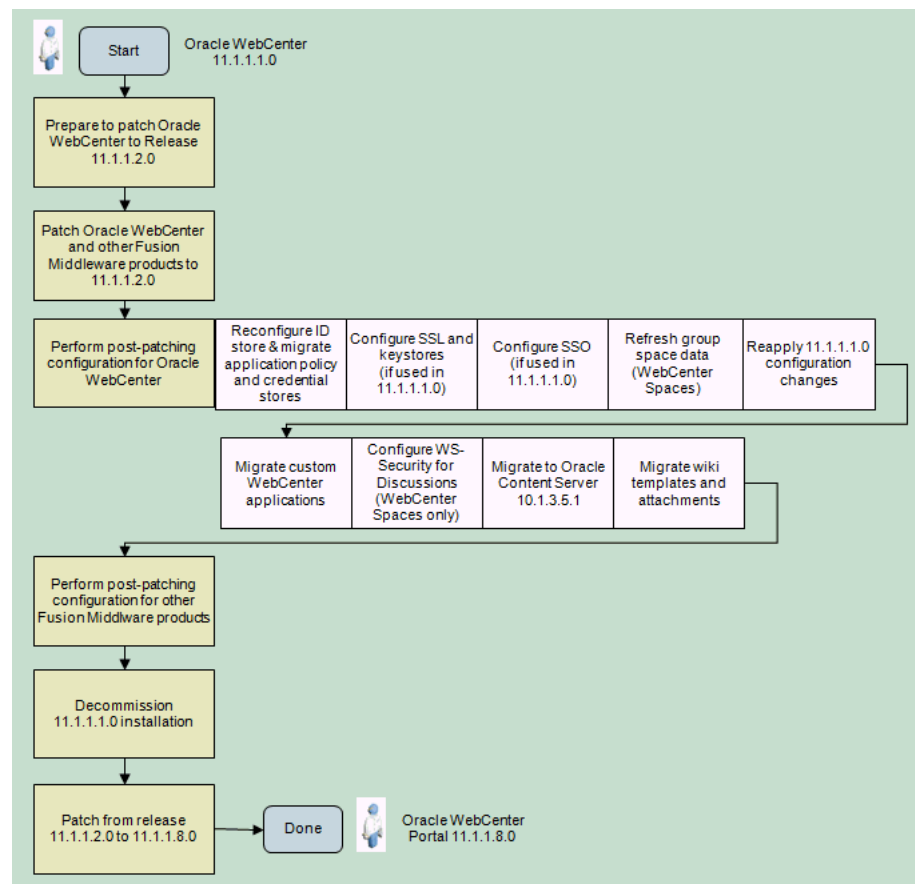 Start
Oracle WebCenter
11.1.1.1.0
Prepare to patch Oracle
WebCenter to Release
11.1.1.2.0
Patch Oracle WebCenter
and other Fusion
Middleware products to
11.1.1.2.0
Perform post-patching
configuration for Oracle
WebCenter
Reconfigure ID
store & migrate
application policy
and credential
stores
Configure SSL and
keystores
(if used in
11.1.1.1.0)
Configure SSO
(if used in
11.1.1.1.0)
Refresh group
space data
(WebCenter
Spaces)
Reapply 11.1.1.1.0
configuration
changes
Migrate custom
WebCenter
applications
Configure WS-
Security for
Discussions
(WebCenter
Spaces only)
Migrate to Oracle
Content Server
10.1.3.5.1
Migrate wiki
templates and
attachments
Perform post-patching
configuration for other
Fusion Middlware products
Decommission
11.1.1.1.0 installation
Patch from release
11.1.1.2.0 to 11.1.1.8.0
Done
Oracle WebCenter
Portal 11.1.1.8.0